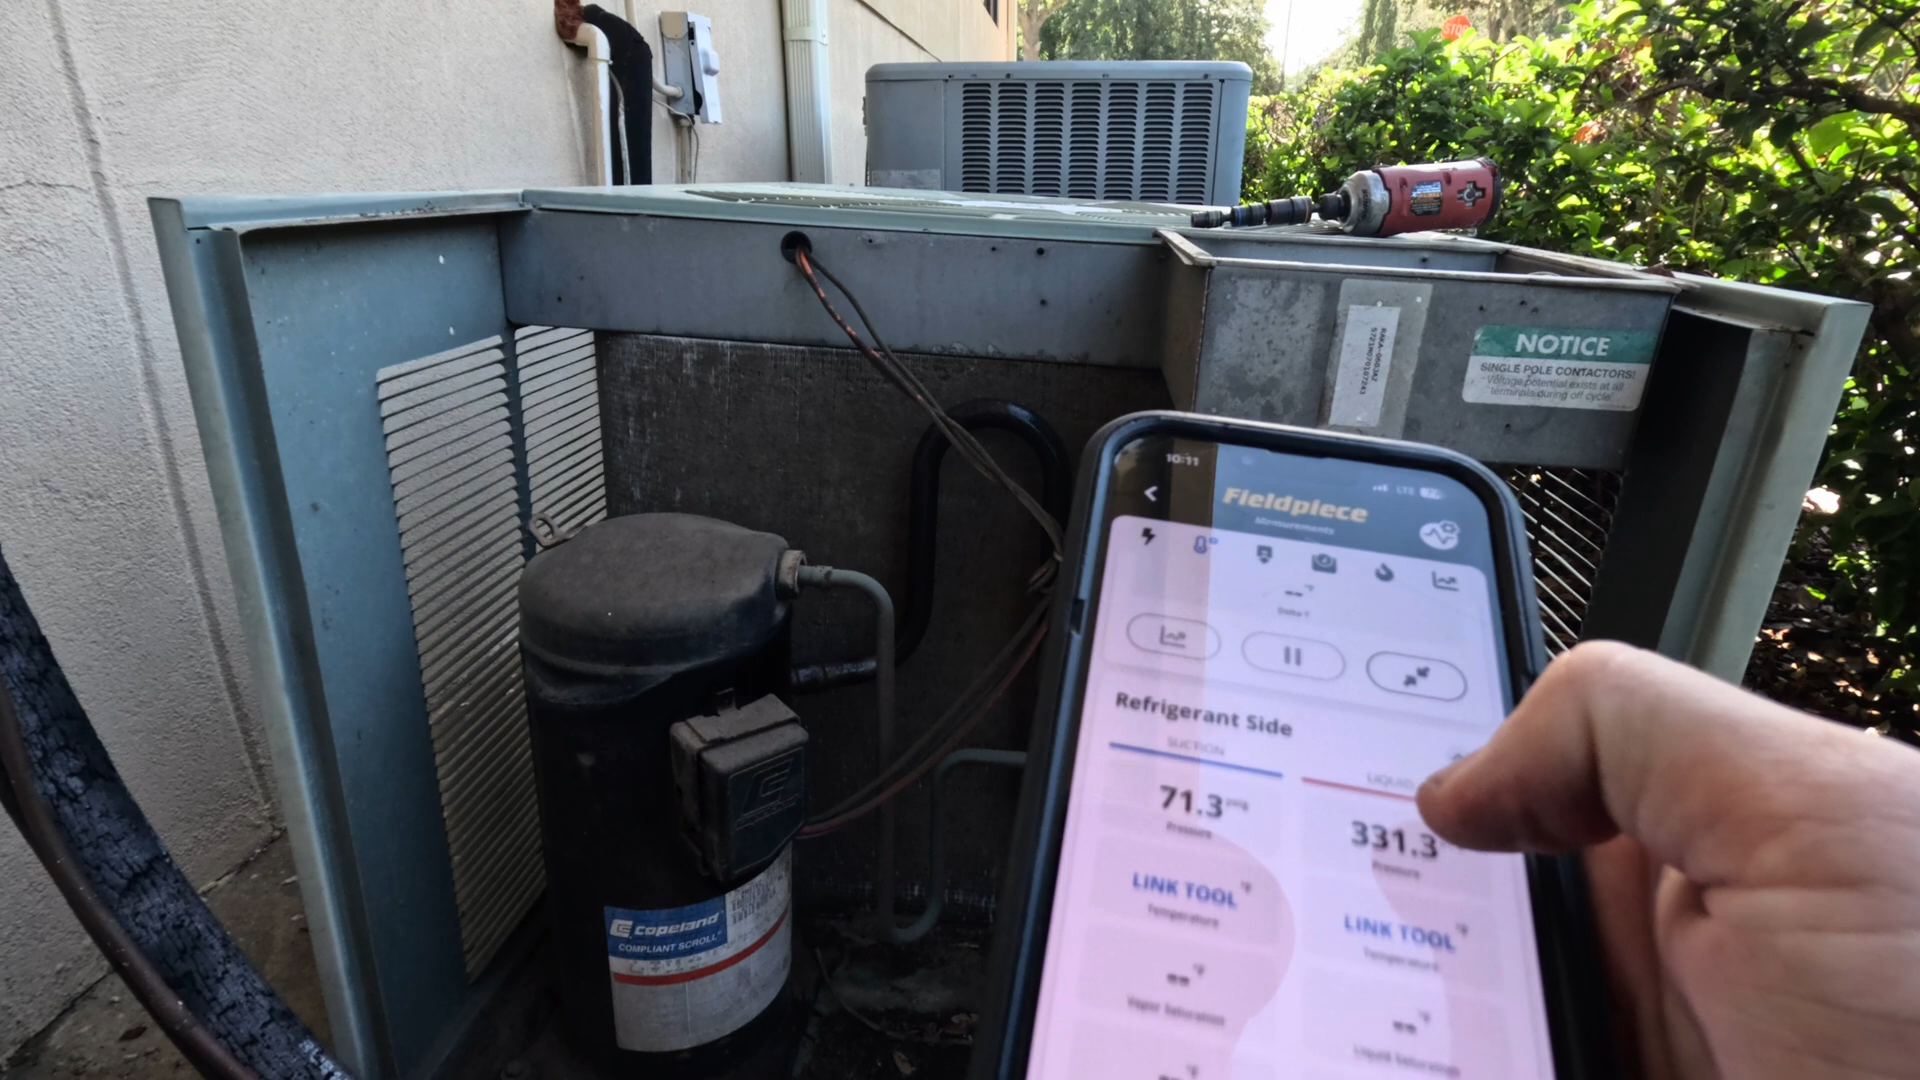 STOP
NOTICE
SINGLE POLE CONTACTORS!
Voltage potential exists at all
terminals during off cycle
10:11
LTE
Fieldpiece
Measurements
°F
Delta T
Refrigerant Side
SUCTION
LIQUID
71.3 psig
Pressure
331.3
Pressure
LINK TOOL °F
Temperature
LINK TOOL °F
Temperature
-- °F
Vapor Saturation
-- °F
Liquid Saturation
°F
Copeland
COMPLIANT SCROLL